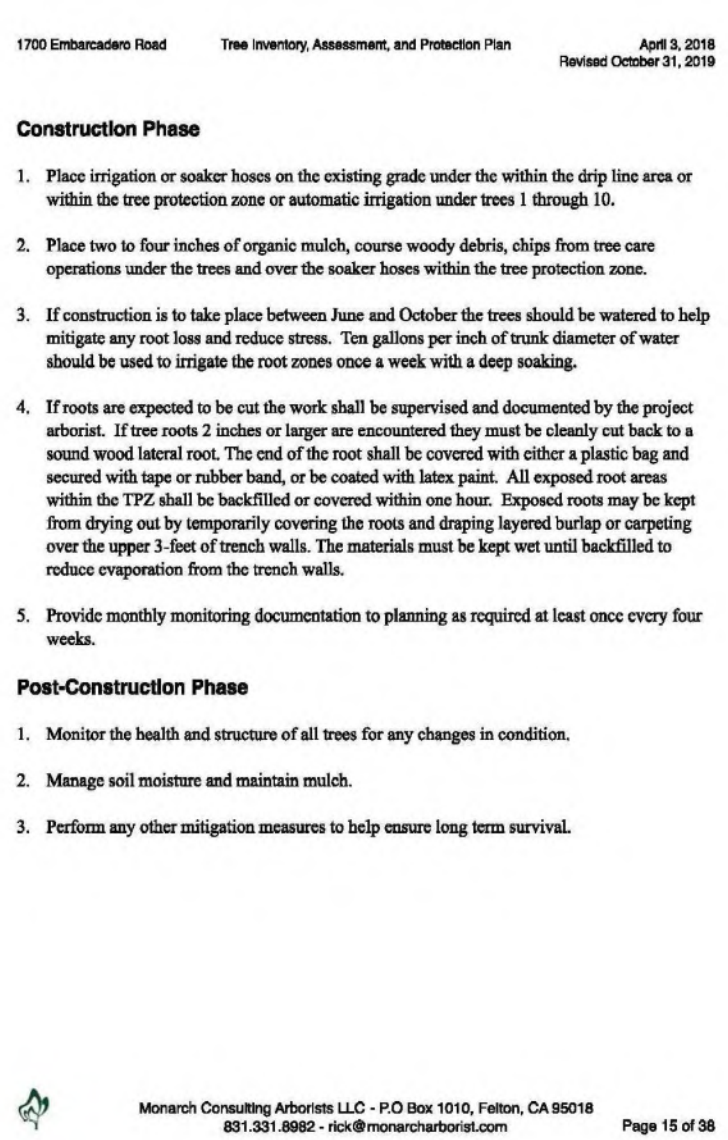 1700 Embarcadero Road Tree Inventory, Assessment, and Protection Plan April 3, 2018
Revised October 31, 2019
Construction Phase
1. Place irrigation or soaker hoses on the existing grade under the within the drip line area or
within the tree protection zone or automatic irrigation under trees 1 through 10.
2. Place two to four inches of organic mulch, course woody debris, chips from tree care
operations under the trees and over the soaker hoses within the tree protection zone.
3. If construction is to take place between June and October the trees should be watered to help
mitigate any root loss and reduce stress. Ten gallons per inch of trunk diameter of water
should be used to irrigate the root zones once a week with a deep soaking.
4. If roots are expected to be cut the work shall be supervised and documented by the project
arborist. If tree roots 2 inches or larger are encountered they must be cleanly cut back to a
sound wood lateral root. The end of the root shall be covered with either a plastic bag and
secured with tape or rubber band, or be coated with latex paint. All exposed root areas
within the TPZ shall be backfilled or covered within one hour. Exposed roots may be kept
from drying out by temporarily covering the roots and draping layered burlap or carpeting
over the upper 3-feet of trench walls. The materials must be kept wet until backfilled to
reduce evaporation from the trench walls.
5. Provide monthly monitoring documentation to planning as required at least once every four
weeks.
Post-Construction Phase
1. Monitor the health and structure of all trees for any changes in condition.
2. Manage soil moisture and maintain mulch.
3. Perform any other mitigation measures to help ensure long term survival.
Monarch Consulting Arborists LLC - P.O Box 1010, Felton, CA 95018
831.331.8982 - rick@monarcharborist.com Page 15 of 38